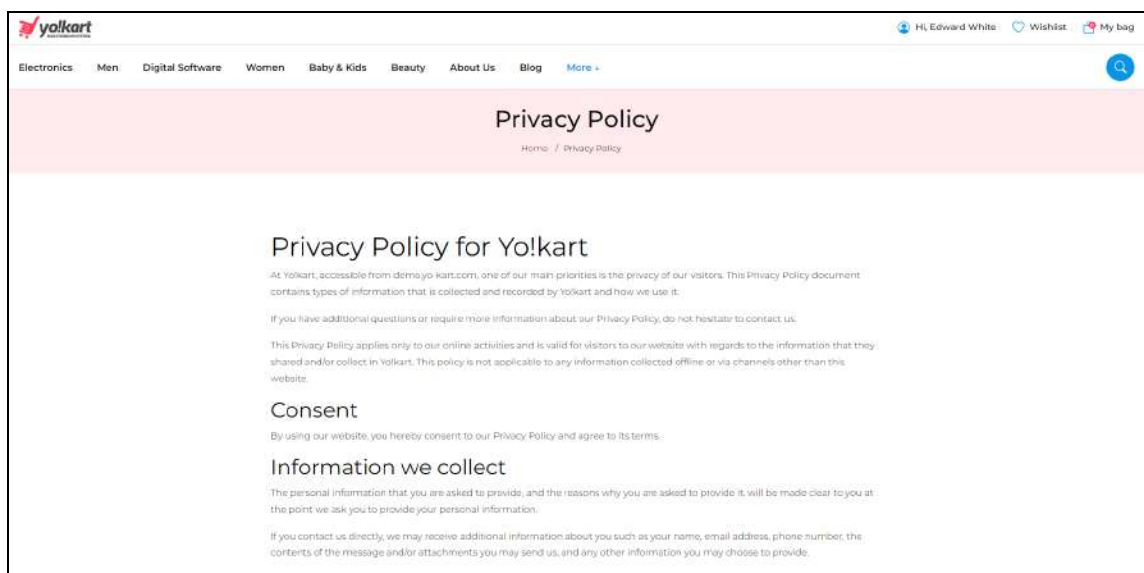 yo!kart
Hi, Edward White Wishlist My bag
Electronics Men Digital Software Women Baby & Kids Beauty About Us Blog More
Privacy Policy
Home / Privacy Policy
Privacy Policy for Yo!kart
At Yo!kart, accessible from demo.yo-kart.com, one of our main priorities is the privacy of our visitors. This Privacy Policy document
contains types of information that is collected and recorded by Yo!kart and how we use it.
If you have additional questions or require more information about our Privacy Policy, do not hesitate to contact us.
This Privacy Policy applies only to our online activities and is valid for visitors to our website with regards to the information that they
shared and/or collect in Yo!kart. This policy is not applicable to any information collected offline or via channels other than this
website.
Consent
By using our website, you hereby consent to our Privacy Policy and agree to its terms.
Information we collect
The personal information that you are asked to provide, and the reasons why you are asked to provide it, will be made clear to you at
the point we ask you to provide your personal information.
If you contact us directly, we may receive additional information about you such as your name, email address, phone number, the
contents of the message and/or attachments you may send us, and any other information you may choose to provide.